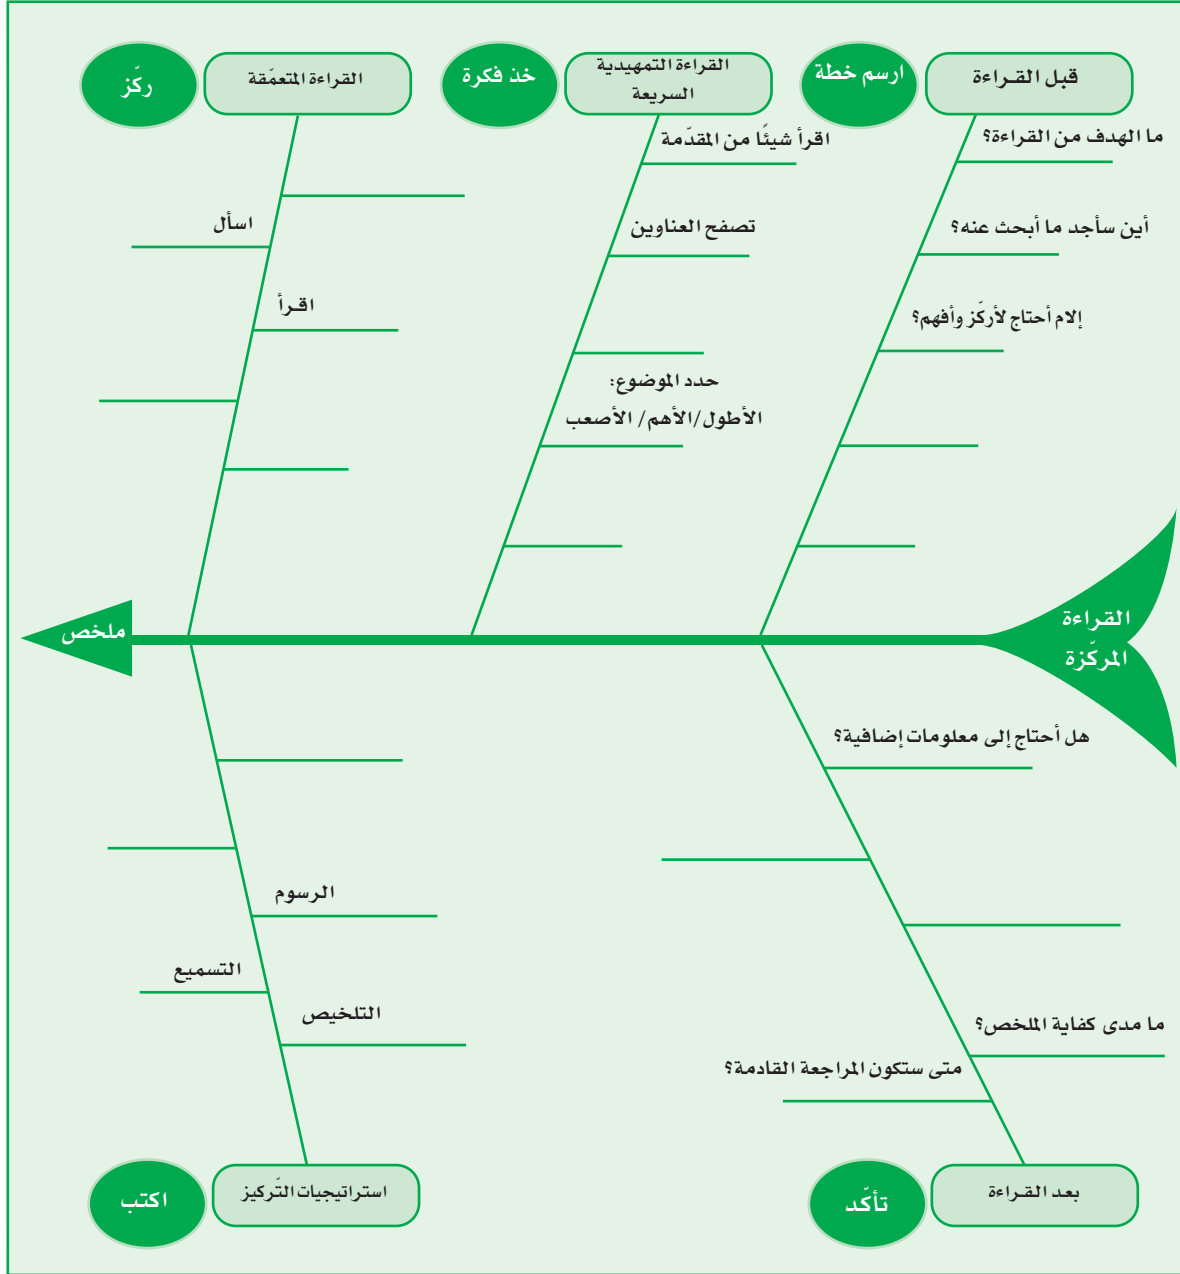 قبل القراءة
ارسم خطة
ما الهدف من القراءة؟
أين سأجد ما أبحث عنه؟
إلام أحتاج لأركّز وأفهم؟
القراءة التمهيدية
السريعة
خذ فكرة
اقرأ شيئًا من المقدّمة
تصفح العناوين
حدد الموضوع:
الأطول/الأهم/ الأصعب
القراءة المتعمّقة
ركّز
اسأل
اقرأ
القراءة
المركّزة
ملخص
هل أحتاج إلى معلومات إضافية؟
ما مدى كفاية الملخص؟
متى ستكون المراجعة القادمة؟
بعد القراءة
تأكّد
الرسوم
التسميع
التلخيص
استراتيجيات التّركيز
اكتب